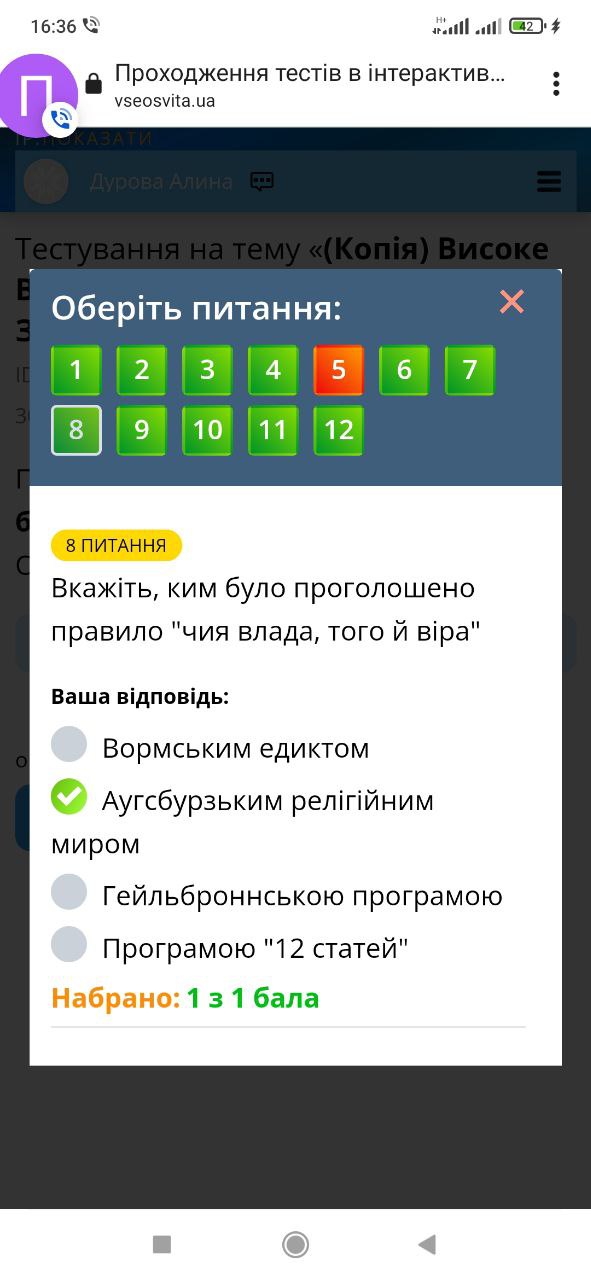 16:36
H+
42
П
Проходження тестів в інтерактив...
vseosvita.ua
ІР.ПОКАЗАТИ
Дурова Алина
Тестування на тему «(Копія) Високе
Оберіть питання:
1 2 3 4 5 6 7
8 9 10 11 12
8 ПИТАННЯ
Вкажіть, ким було проголошено
правило "чия влада, того й віра"
Ваша відповідь:
Вормським едиктом
Аугсбурзьким релігійним
миром
Гейльброннською програмою
Програмою "12 статей"
Набрано: 1 з 1 бала